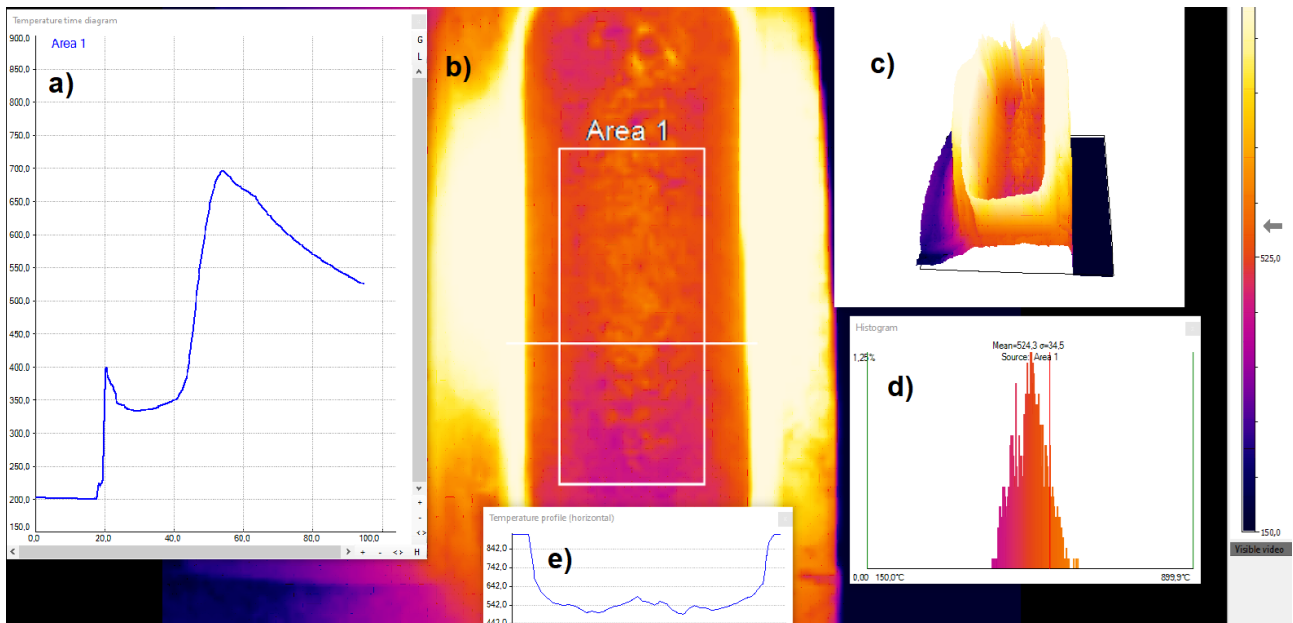 Temperature time diagram
Area 1
a)
900,0
850,0
800,0
750,0
700,0
650,0
600,0
550,0
500,0
450,0
400,0
350,0
300,0
250,0
200,0
150,0
0,0 20,0 40,0 60,0 80,0 100,0
G
L
+
-
<>
< > + - <> H
b)
Area 1
c)
525,0
150,0
Visible video
Histogram
Mean=524,3 σ=34,5
Source: Area 1
1,25%
d)
0,00 150,0°C 899,9°C
Temperature profile (horizontal)
e)
842,0
742,0
642,0
542,0
442,0